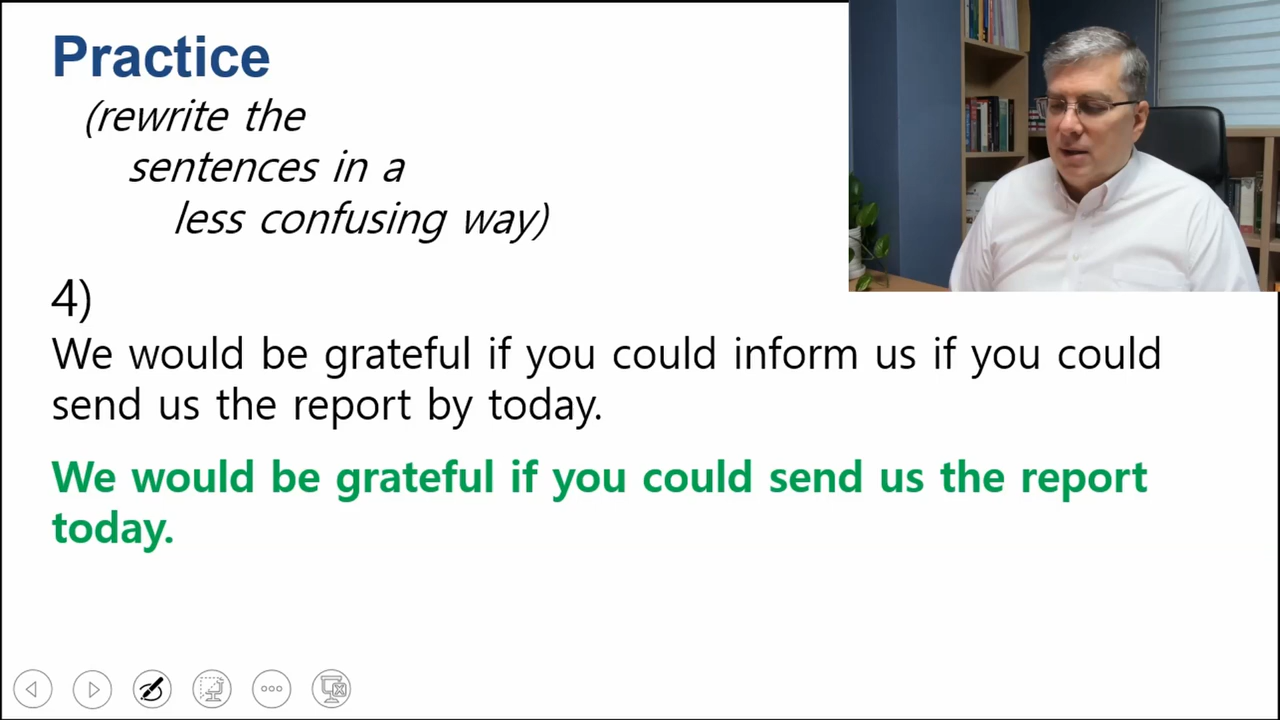 Practice
(rewrite the
sentences in a
less confusing way)
4)
We would be grateful if you could inform us if you could
send us the report by today.
We would be grateful if you could send us the report
today.